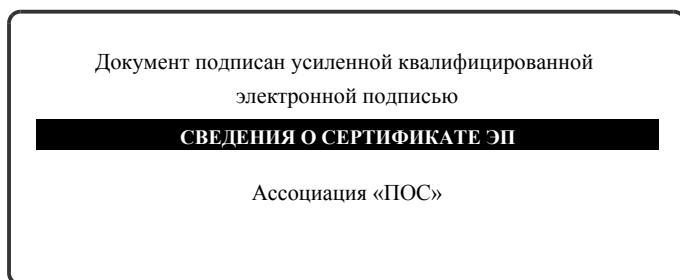 Документ подписан усиленной квалифицированной
электронной подписью
СВЕДЕНИЯ О СЕРТИФИКАТЕ ЭП
Ассоциация «ПОС»